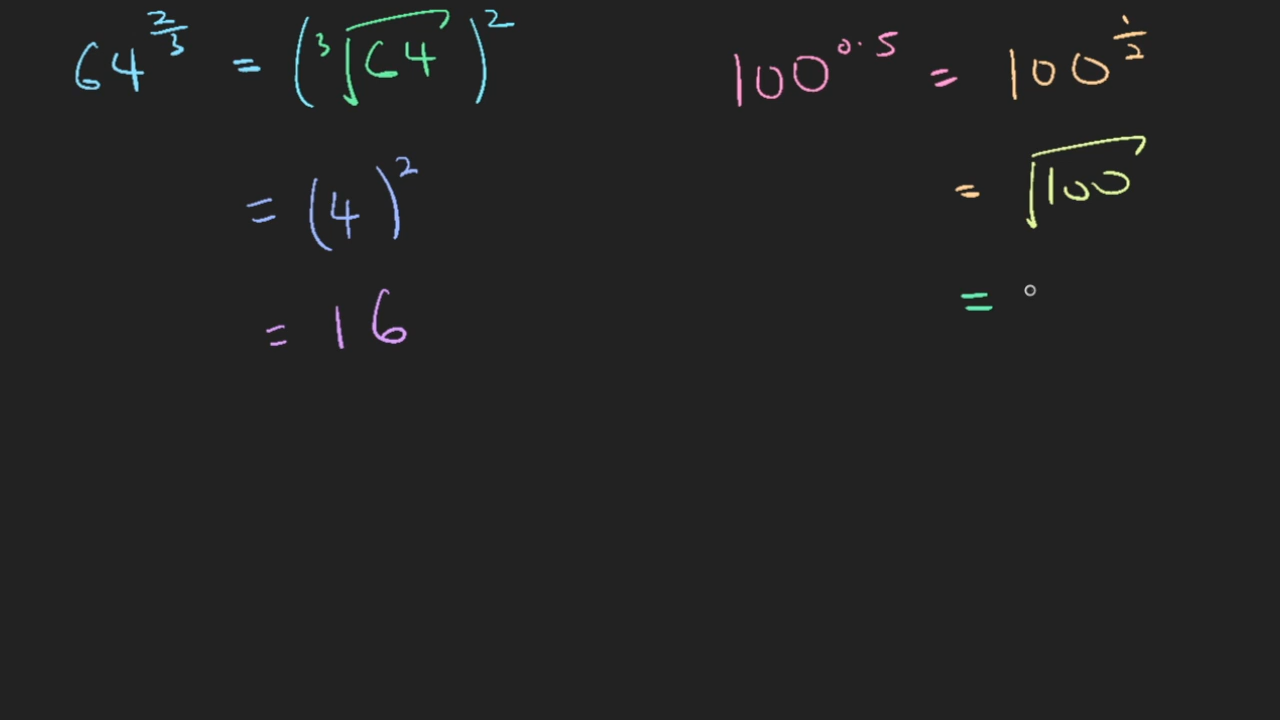 64^{2/3} = (∛64)^2
= (4)^2
= 16
100^{0.5} = 100^{1/2}
= √100
=